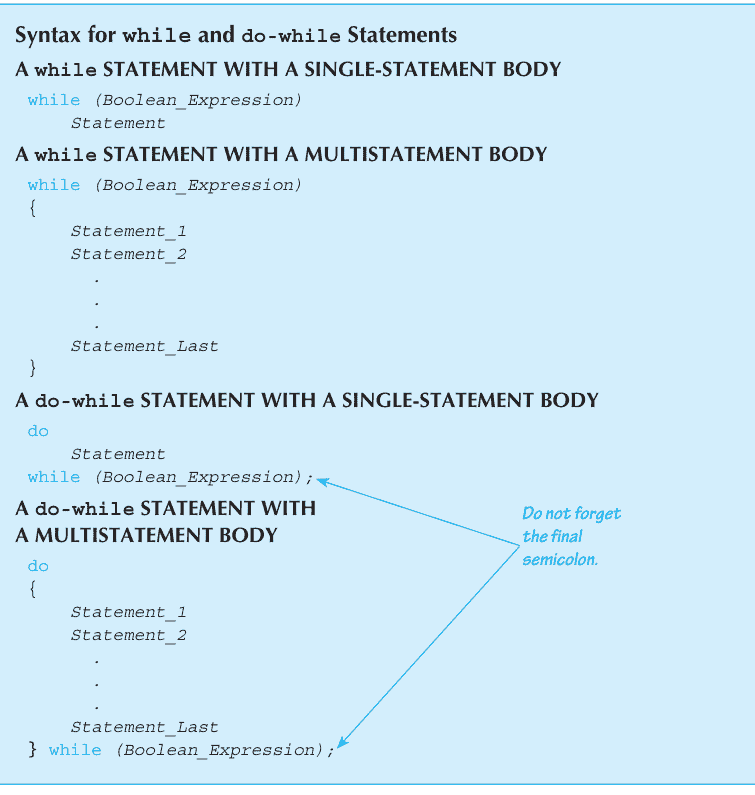 Syntax for while and do-while Statements
A while STATEMENT WITH A SINGLE-STATEMENT BODY
while (Boolean_Expression)
    Statement
A while STATEMENT WITH A MULTISTATEMENT BODY
while (Boolean_Expression)
{
    Statement_1
    Statement_2
      .
      .
      .
    Statement_Last
}
A do-while STATEMENT WITH A SINGLE-STATEMENT BODY
do
    Statement
while (Boolean_Expression);
A do-while STATEMENT WITH
A MULTISTATEMENT BODY
do
{
    Statement_1
    Statement_2
      .
      .
      .
    Statement_Last
} while (Boolean_Expression);
Do not forget
the final
semicolon.